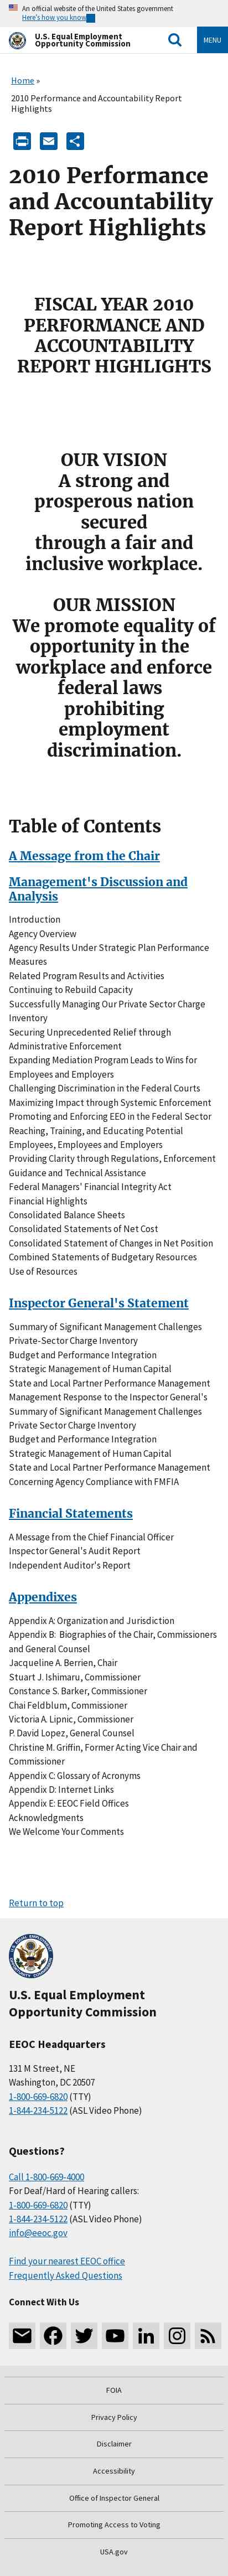 An official website of the United States government
Here's how you know
U.S. Equal Employment
Opportunity Commission
MENU
Home »
2010 Performance and Accountability Report
Highlights
2010 Performance
and Accountability
Report Highlights
FISCAL YEAR 2010
PERFORMANCE AND
ACCOUNTABILITY
REPORT HIGHLIGHTS
OUR VISION
A strong and
prosperous nation
secured
through a fair and
inclusive workplace.
OUR MISSION
We promote equality of
opportunity in the
workplace and enforce
federal laws
prohibiting
employment
discrimination.
Table of Contents
A Message from the Chair
Management's Discussion and
Analysis
Introduction
Agency Overview
Agency Results Under Strategic Plan Performance
Measures
Related Program Results and Activities
Continuing to Rebuild Capacity
Successfully Managing Our Private Sector Charge
Inventory
Securing Unprecedented Relief through
Administrative Enforcement
Expanding Mediation Program Leads to Wins for
Employees and Employers
Challenging Discrimination in the Federal Courts
Maximizing Impact through Systemic Enforcement
Promoting and Enforcing EEO in the Federal Sector
Reaching, Training, and Educating Potential
Employees, Employees and Employers
Providing Clarity through Regulations, Enforcement
Guidance and Technical Assistance
Federal Managers' Financial Integrity Act
Financial Highlights
Consolidated Balance Sheets
Consolidated Statements of Net Cost
Consolidated Statement of Changes in Net Position
Combined Statements of Budgetary Resources
Use of Resources
Inspector General's Statement
Summary of Significant Management Challenges
Private-Sector Charge Inventory
Budget and Performance Integration
Strategic Management of Human Capital
State and Local Partner Performance Management
Management Response to the Inspector General's
Summary of Significant Management Challenges
Private Sector Charge Inventory
Budget and Performance Integration
Strategic Management of Human Capital
State and Local Partner Performance Management
Concerning Agency Compliance with FMFIA
Financial Statements
A Message from the Chief Financial Officer
Inspector General's Audit Report
Independent Auditor's Report
Appendixes
Appendix A: Organization and Jurisdiction
Appendix B: Biographies of the Chair, Commissioners
and General Counsel
Jacqueline A. Berrien, Chair
Stuart J. Ishimaru, Commissioner
Constance S. Barker, Commissioner
Chai Feldblum, Commissioner
Victoria A. Lipnic, Commissioner
P. David Lopez, General Counsel
Christine M. Griffin, Former Acting Vice Chair and
Commissioner
Appendix C: Glossary of Acronyms
Appendix D: Internet Links
Appendix E: EEOC Field Offices
Acknowledgments
We Welcome Your Comments
Return to top
U.S. Equal Employment
Opportunity Commission
EEOC Headquarters
131 M Street, NE
Washington, DC 20507
1-800-669-6820 (TTY)
1-844-234-5122 (ASL Video Phone)
Questions?
Call 1-800-669-4000
For Deaf/Hard of Hearing callers:
1-800-669-6820 (TTY)
1-844-234-5122 (ASL Video Phone)
info@eeoc.gov
Find your nearest EEOC office
Frequently Asked Questions
Connect With Us
FOIA
Privacy Policy
Disclaimer
Accessibility
Office of Inspector General
Promoting Access to Voting
USA.gov